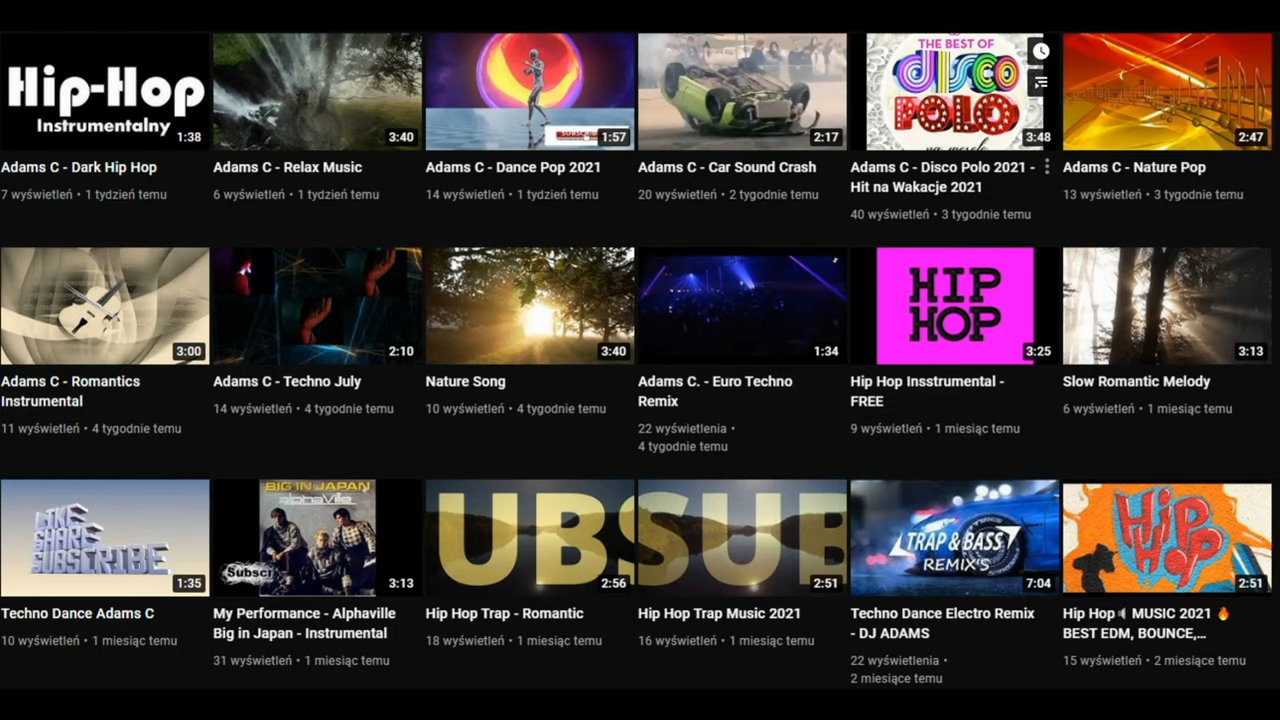 Hip-Hop
Instrumentalny
1:38
3:40
SUBSCRIBE
1:57
2:17
THE BEST OF
disco
POLO
na wesele
3:48
2:47
Adams C - Dark Hip Hop
7 wyświetleń • 1 tydzień temu
Adams C - Relax Music
6 wyświetleń • 1 tydzień temu
Adams C - Dance Pop 2021
14 wyświetleń • 1 tydzień temu
Adams C - Car Sound Crash
20 wyświetleń • 2 tygodnie temu
Adams C - Disco Polo 2021 -
Hit na Wakacje 2021
40 wyświetleń • 3 tygodnie temu
Adams C - Nature Pop
13 wyświetleń • 3 tygodnie temu
3:00
2:10
3:40
1:34
HIP
HOP
3:25
3:13
Adams C - Romantics
Instrumental
11 wyświetleń • 4 tygodnie temu
Adams C - Techno July
14 wyświetleń • 4 tygodnie temu
Nature Song
10 wyświetleń • 4 tygodnie temu
Adams C. - Euro Techno
Remix
22 wyświetlenia •
4 tygodnie temu
Hip Hop Insstrumental -
FREE
9 wyświetleń • 1 miesiąc temu
Slow Romantic Melody
6 wyświetleń • 1 miesiąc temu
LIKE
SHARE
SUBSCRIBE
1:35
BIG IN JAPAN
alphaville
Subscr
3:13
UBS
2:56
SUB
2:51
TRAP & BASS
REMIX'S
7:04
HiP
HOP
2:51
Techno Dance Adams C
10 wyświetleń • 1 miesiąc temu
My Performance - Alphaville
Big in Japan - Instrumental
31 wyświetleń • 1 miesiąc temu
Hip Hop Trap - Romantic
18 wyświetleń • 1 miesiąc temu
Hip Hop Trap Music 2021
16 wyświetleń • 1 miesiąc temu
Techno Dance Electro Remix
- DJ ADAMS
22 wyświetlenia •
2 miesiące temu
Hip Hop🔈 MUSIC 2021 🔥
BEST EDM, BOUNCE,...
15 wyświetleń • 2 miesiące temu